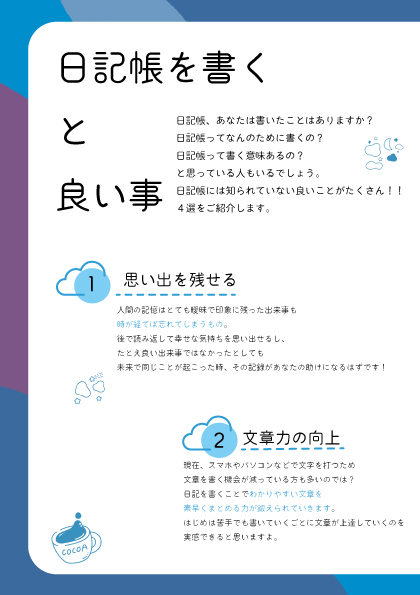 日記帳を書く
と
良い事
日記帳、あなたは書いたことはありますか？
日記帳ってなんのために書くの？
日記帳って書く意味あるの？
と思っている人もいるでしょう。
日記帳には知られていない良いことがたくさん！！
４選をご紹介します。
1 思い出を残せる
人間の記憶はとても曖昧で印象に残った出来事も
時が経てば忘れてしまうもの。
後で読み返して幸せな気持ちを思い出せるし、
たとえ良い出来事ではなかったとしても
未来で同じことが起こった時、その記録があなたの助けになるはずです！
2 文章力の向上
現在、スマホやパソコンなどで文字を打つため
文章を書く機会が減っている方も多いのでは？
日記を書くことでわかりやすい文章を
素早くまとめる力が鍛えられていきます。
はじめは苦手でも書いていくごとに文章が上達していくのを
実感できると思いますよ。
COCOA